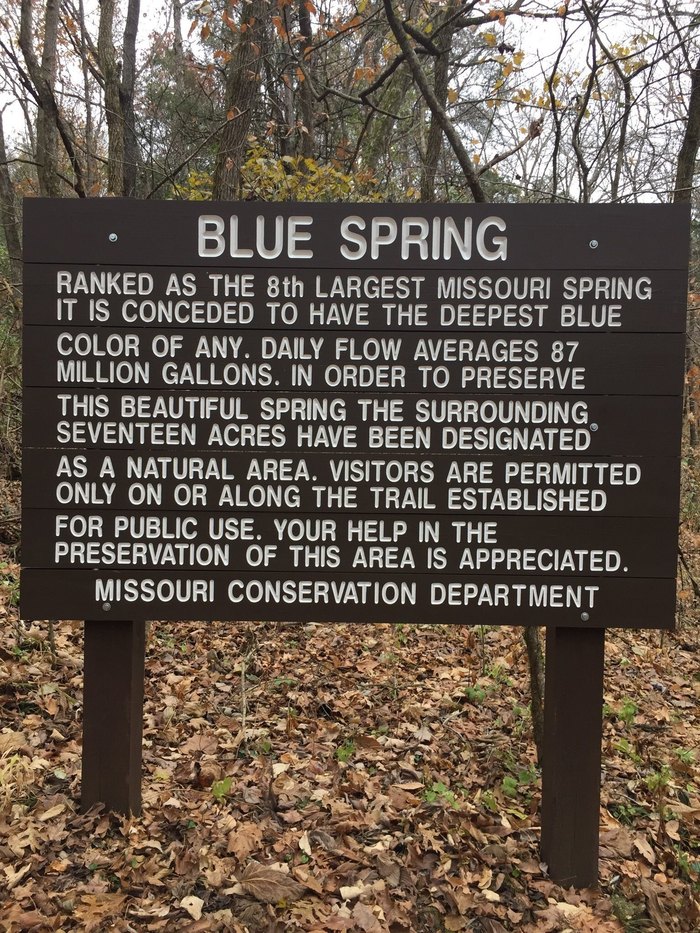 BLUE SPRING
RANKED AS THE 8th LARGEST MISSOURI SPRING
IT IS CONCEDED TO HAVE THE DEEPEST BLUE
COLOR OF ANY. DAILY FLOW AVERAGES 87
MILLION GALLONS. IN ORDER TO PRESERVE
THIS BEAUTIFUL SPRING THE SURROUNDING
SEVENTEEN ACRES HAVE BEEN DESIGNATED
AS A NATURAL AREA. VISITORS ARE PERMITTED
ONLY ON OR ALONG THE TRAIL ESTABLISHED
FOR PUBLIC USE. YOUR HELP IN THE
PRESERVATION OF THIS AREA IS APPRECIATED.
MISSOURI CONSERVATION DEPARTMENT